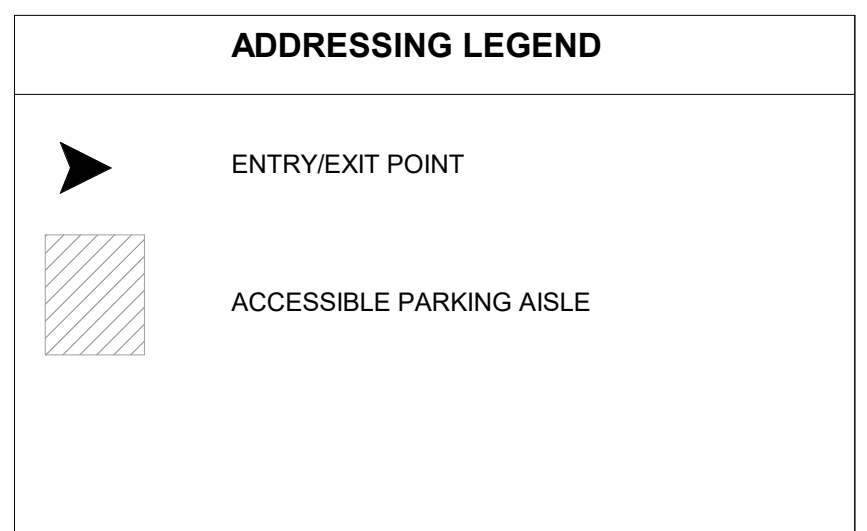 ADDRESSING LEGEND
ENTRY/EXIT POINT
ACCESSIBLE PARKING AISLE